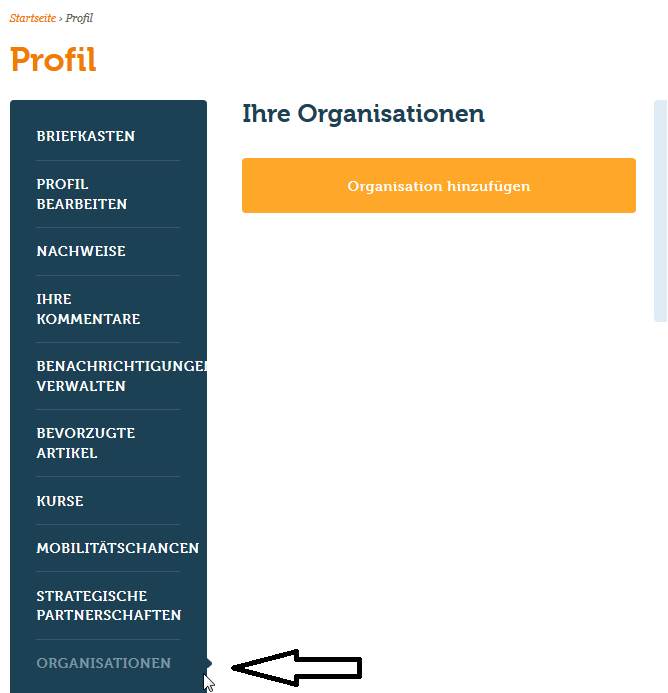 Startseite › Profil
Profil
BRIEFKASTEN
PROFIL
BEARBEITEN
NACHWEISE
IHRE
KOMMENTARE
BENACHRICHTIGUNGEN
VERWALTEN
BEVORZUGTE
ARTIKEL
KURSE
MOBILITÄTSCHANCEN
STRATEGISCHE
PARTNERSCHAFTEN
ORGANISATIONEN
Ihre Organisationen
Organisation hinzufügen